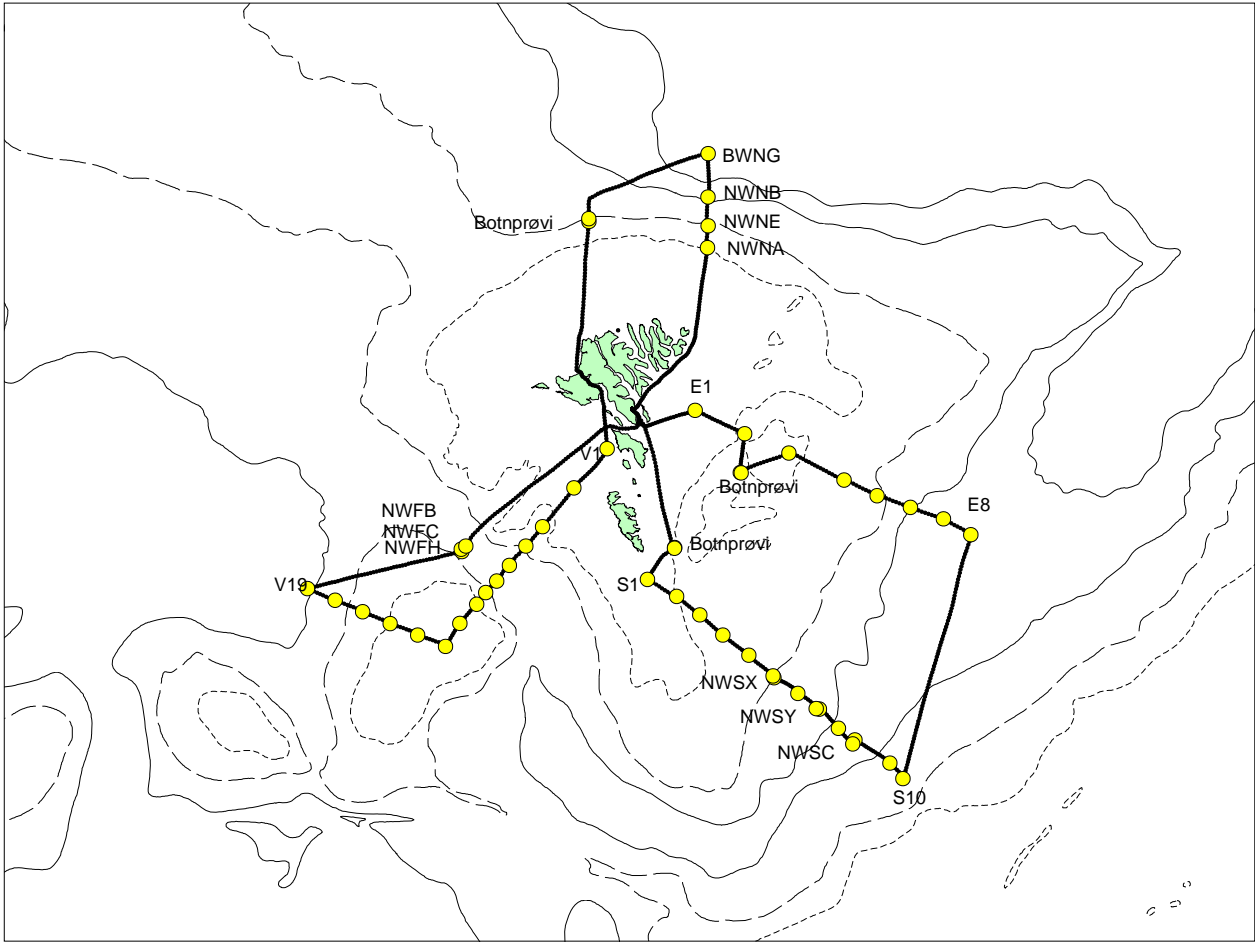 BWNG
NWNB
Botnprøvi
NWNE
NWNA
E1
V1
Botnprøvi
E8
NWFB
NWFC
NWFH
Botnprøvi
V19
S1
NWSX
NWSY
NWSC
S10